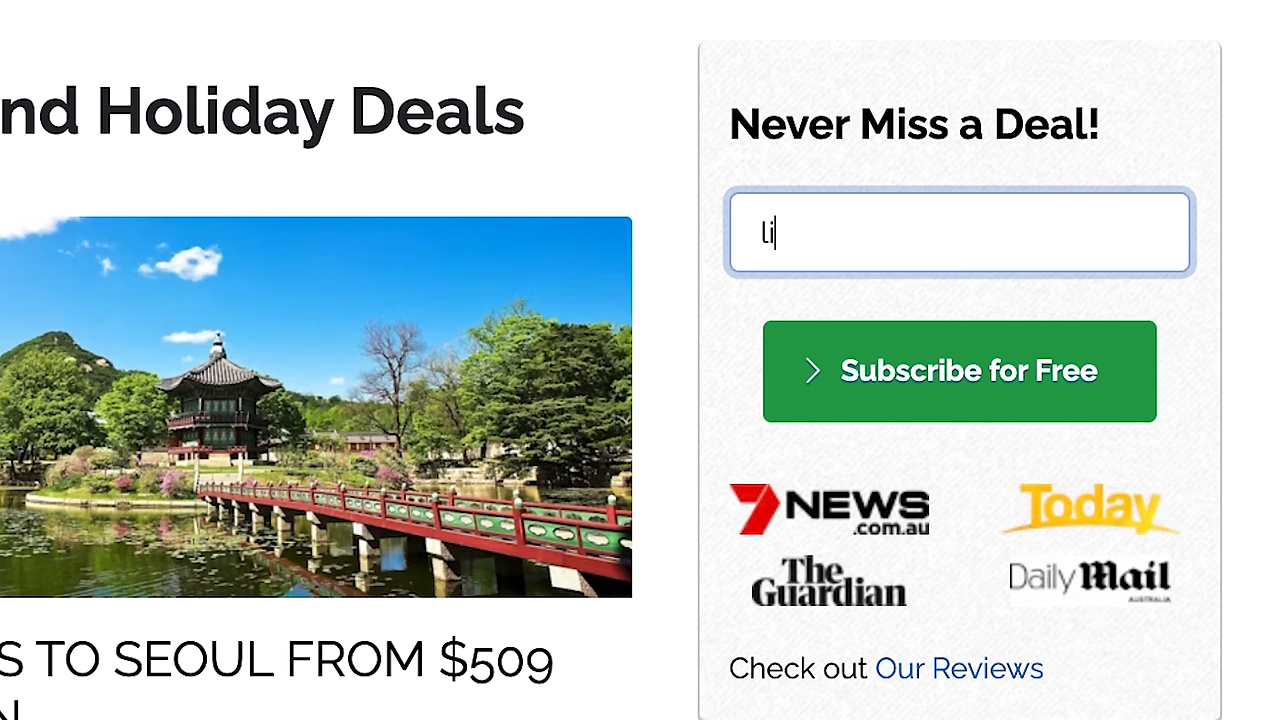 nd Holiday Deals
S TO SEOUL FROM $509
Never Miss a Deal!
li
Subscribe for Free
7NEWS
.com.au
Today
The
Guardian
Daily Mail
AUSTRALIA
Check out Our Reviews